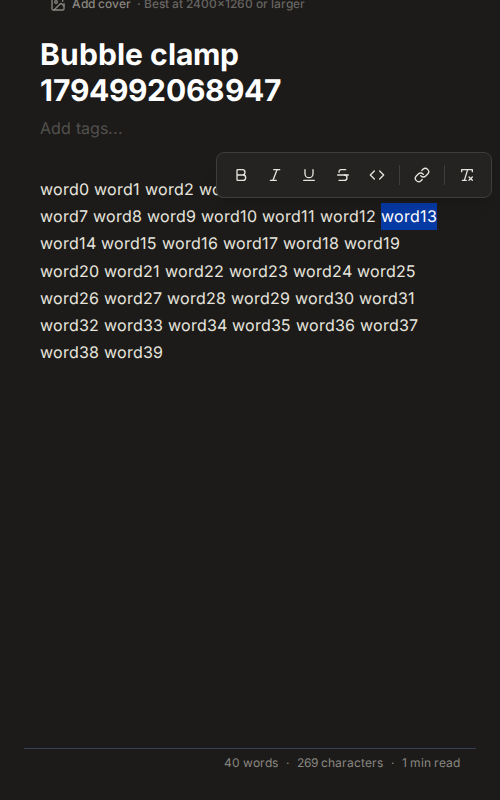 Add cover · Best at 2400×1260 or larger
Bubble clamp
1794992068947
Add tags...
word0 word1 word2
word7 word8 word9 word10 word11 word12 word13
word14 word15 word16 word17 word18 word19
word20 word21 word22 word23 word24 word25
word26 word27 word28 word29 word30 word31
word32 word33 word34 word35 word36 word37
word38 word39
40 words · 269 characters · 1 min read